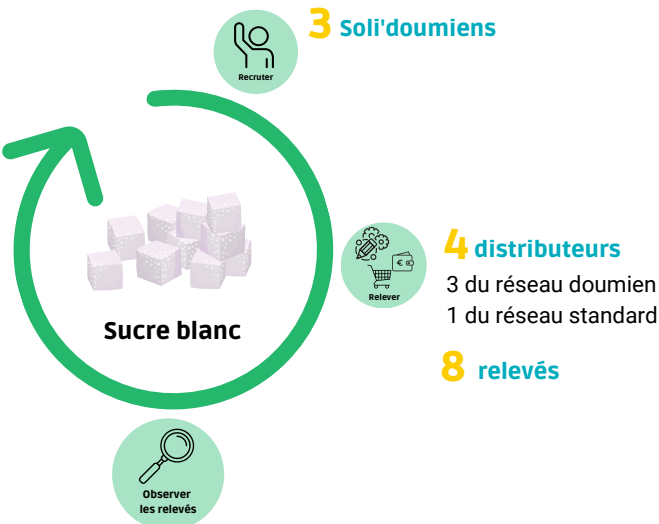 3 Soli'doumiens
Recruter
4 distributeurs
3 du réseau doumien
1 du réseau standard
€
Relever
Sucre blanc
8 relevés
Observer
les relevés